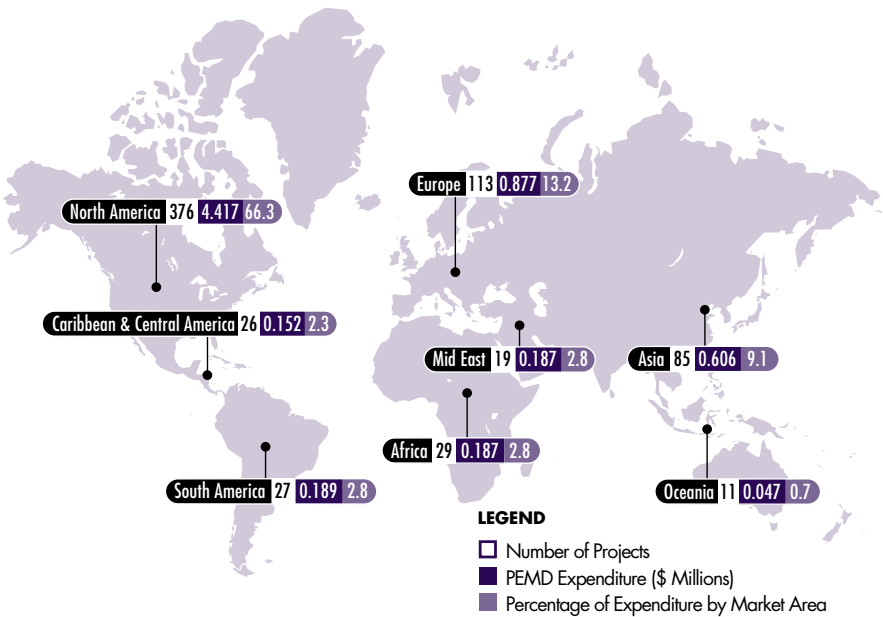 Europe 113 0.877 13.2
North America 376 4.417 66.3
Caribbean & Central America 26 0.152 2.3
Mid East 19 0.187 2.8
Asia 85 0.606 9.1
Africa 29 0.187 2.8
South America 27 0.189 2.8
Oceania 11 0.047 0.7
LEGEND
Number of Projects
PEMD Expenditure ($ Millions)
Percentage of Expenditure by Market Area